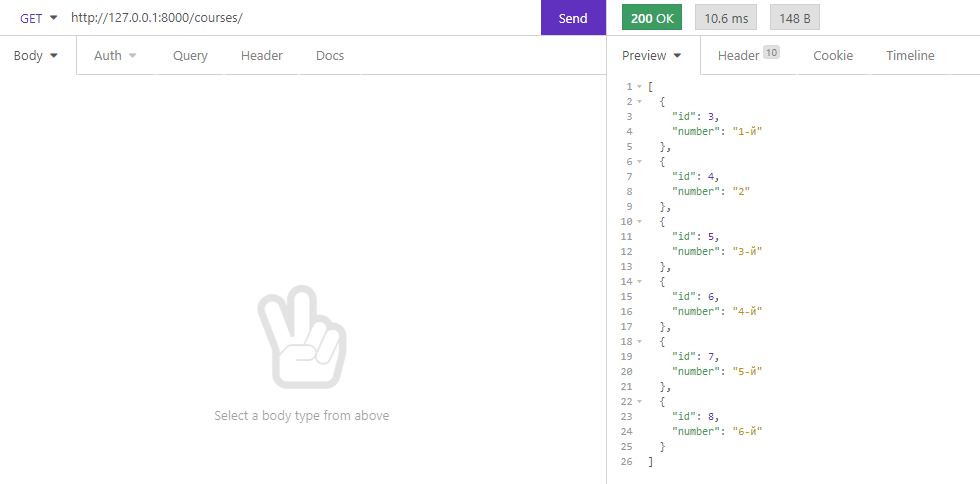 GET http://127.0.0.1:8000/courses/ Send 200 OK 10.6 ms 148 B
Body Auth Query Header Docs Preview Header 10 Cookie Timeline
1 [
2 {
3 "id": 3,
4 "number": "1-й"
5 },
6 {
7 "id": 4,
8 "number": "2"
9 },
10 {
11 "id": 5,
12 "number": "3-й"
13 },
14 {
15 "id": 6,
16 "number": "4-й"
17 },
18 {
19 "id": 7,
20 "number": "5-й"
21 },
22 {
23 "id": 8,
24 "number": "6-й"
25 }
26 ]
Select a body type from above